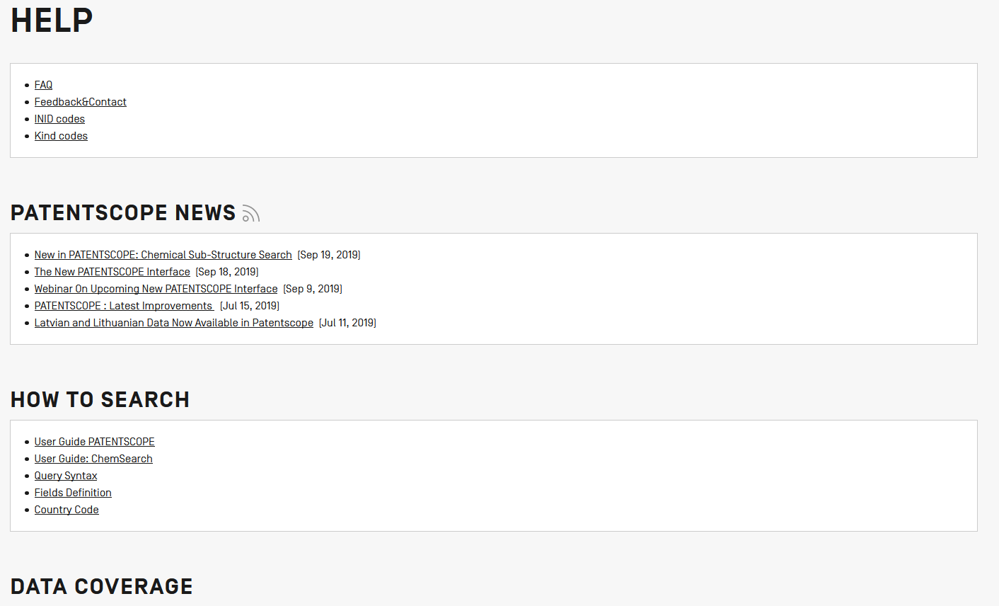 HELP
FAQ
Feedback&Contact
INID codes
Kind codes
PATENTSCOPE NEWS
New in PATENTSCOPE: Chemical Sub-Structure Search [Sep 19, 2019]
The New PATENTSCOPE Interface [Sep 18, 2019]
Webinar On Upcoming New PATENTSCOPE Interface [Sep 9, 2019]
PATENTSCOPE : Latest Improvements [Jul 15, 2019]
Latvian and Lithuanian Data Now Available in Patentscope [Jul 11, 2019]
HOW TO SEARCH
User Guide PATENTSCOPE
User Guide: ChemSearch
Query Syntax
Fields Definition
Country Code
DATA COVERAGE